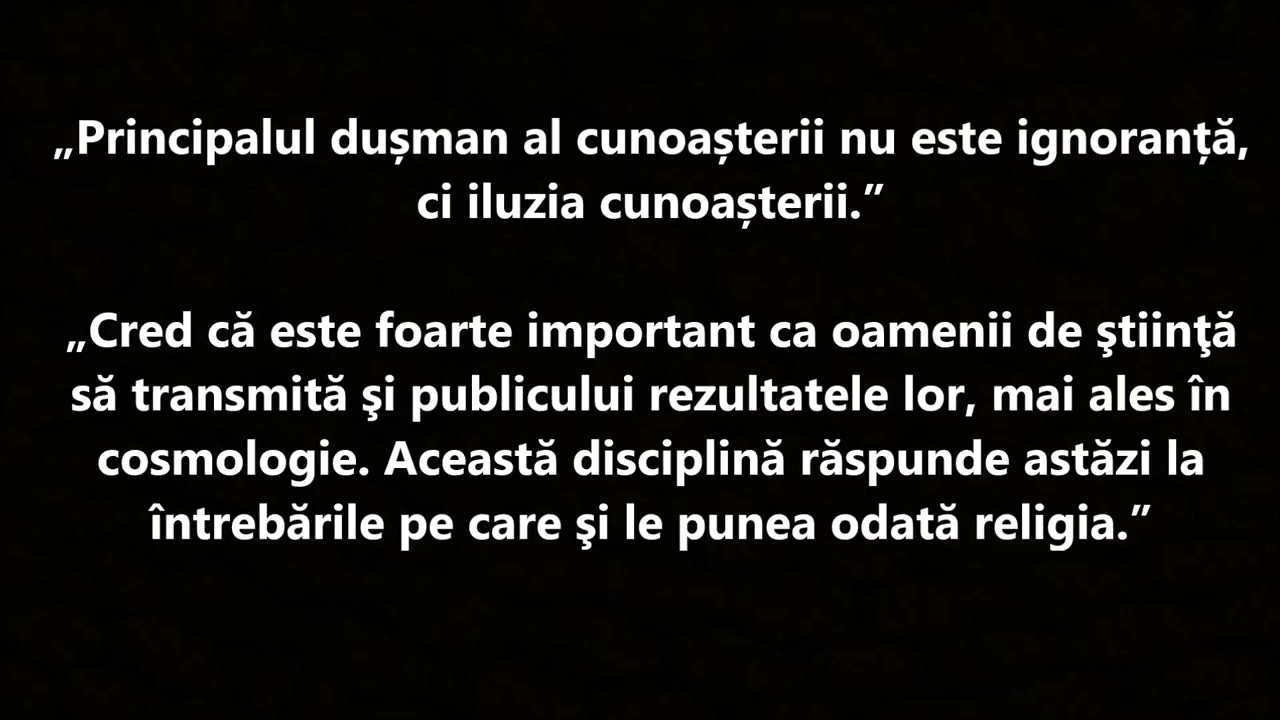 „Principalul dușman al cunoașterii nu este ignoranță,
ci iluzia cunoașterii.”
„Cred că este foarte important ca oamenii de ştiinţă
să transmită şi publicului rezultatele lor, mai ales în
cosmologie. Această disciplină răspunde astăzi la
întrebările pe care şi le punea odată religia.”